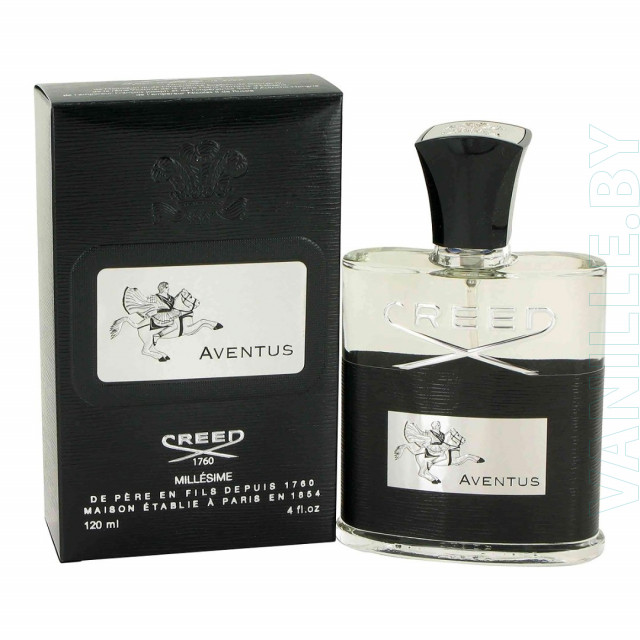 AVENTUS
CREED
1760
MILLÉSIME
DE PÈRE EN FILS DEPUIS 1760
MAISON ÉTABLIE À PARIS EN 1854
120 ml 4 fl.oz
CREED
AVENTUS
VANILLE.BY